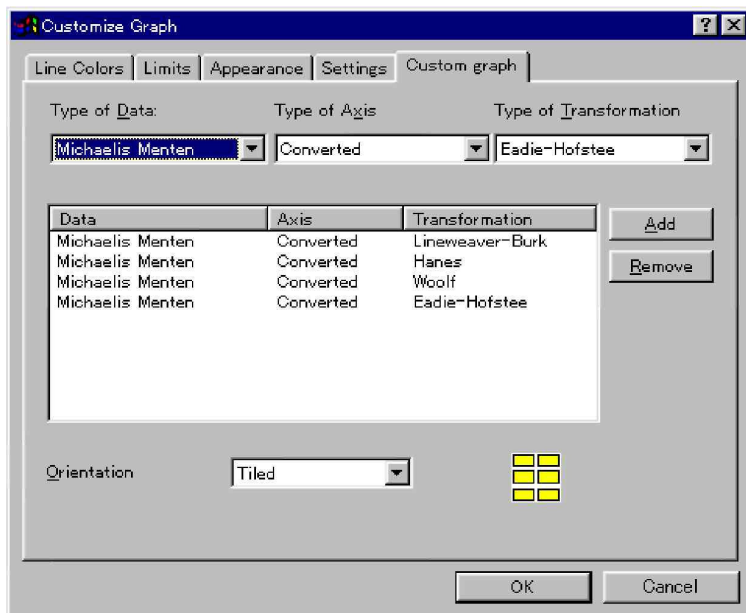 Customize Graph
Line Colors Limits Appearance Settings Custom graph
Type of Data: Type of Axis Type of Transformation
Michaelis Menten Converted Eadie-Hofstee
Data Axis Transformation Add
Michaelis Menten Converted Lineweaver-Burk
Michaelis Menten Converted Hanes Remove
Michaelis Menten Converted Woolf
Michaelis Menten Converted Eadie-Hofstee
Orientation Tiled
OK Cancel